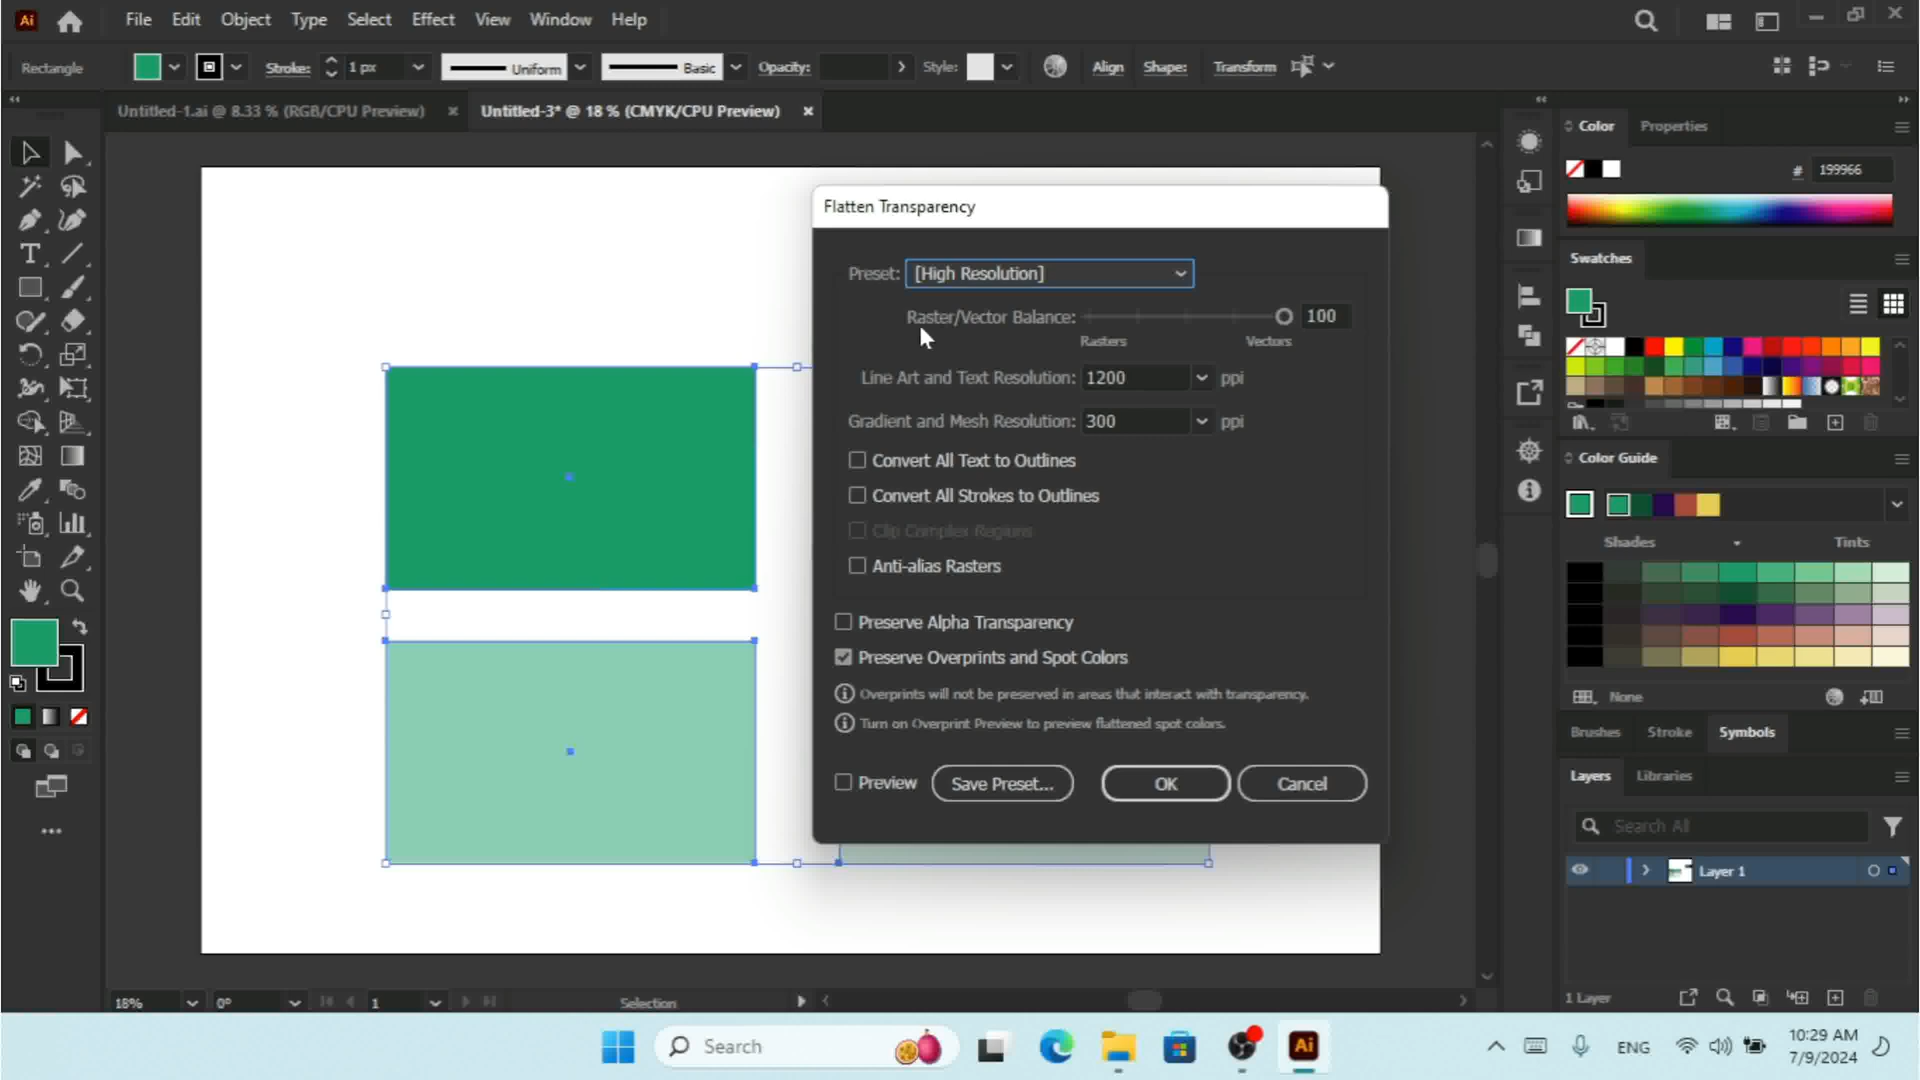 Ai File Edit Object Type Select Effect View Window Help
Rectangle Stroke: 1 px Uniform Basic Opacity: Style: Align Shape: Transform
Untitled-1.ai @ 8.33 % (RGB/CPU Preview) × Untitled-3* @ 18 % (CMYK/CPU Preview) ×
Color Properties
# 199966
Flatten Transparency
Preset: [High Resolution]
Raster/Vector Balance: 100
Rasters Vectors
Line Art and Text Resolution: 1200 ppi
Gradient and Mesh Resolution: 300 ppi
Convert All Text to Outlines
Convert All Strokes to Outlines
Clip Complex Regions
Anti-alias Rasters
Preserve Alpha Transparency
Preserve Overprints and Spot Colors
Overprints will not be preserved in areas that interact with transparency.
Turn on Overprint Preview to preview flattened spot colors.
Preview Save Preset... OK Cancel
Swatches
Color Guide
Shades Tints
None
Brushes Stroke Symbols
Layers Libraries
Search All
Layer 1
1 Layer
18% 0° 1 Selection
Search
Ai
ENG
10:29 AM
7/9/2024